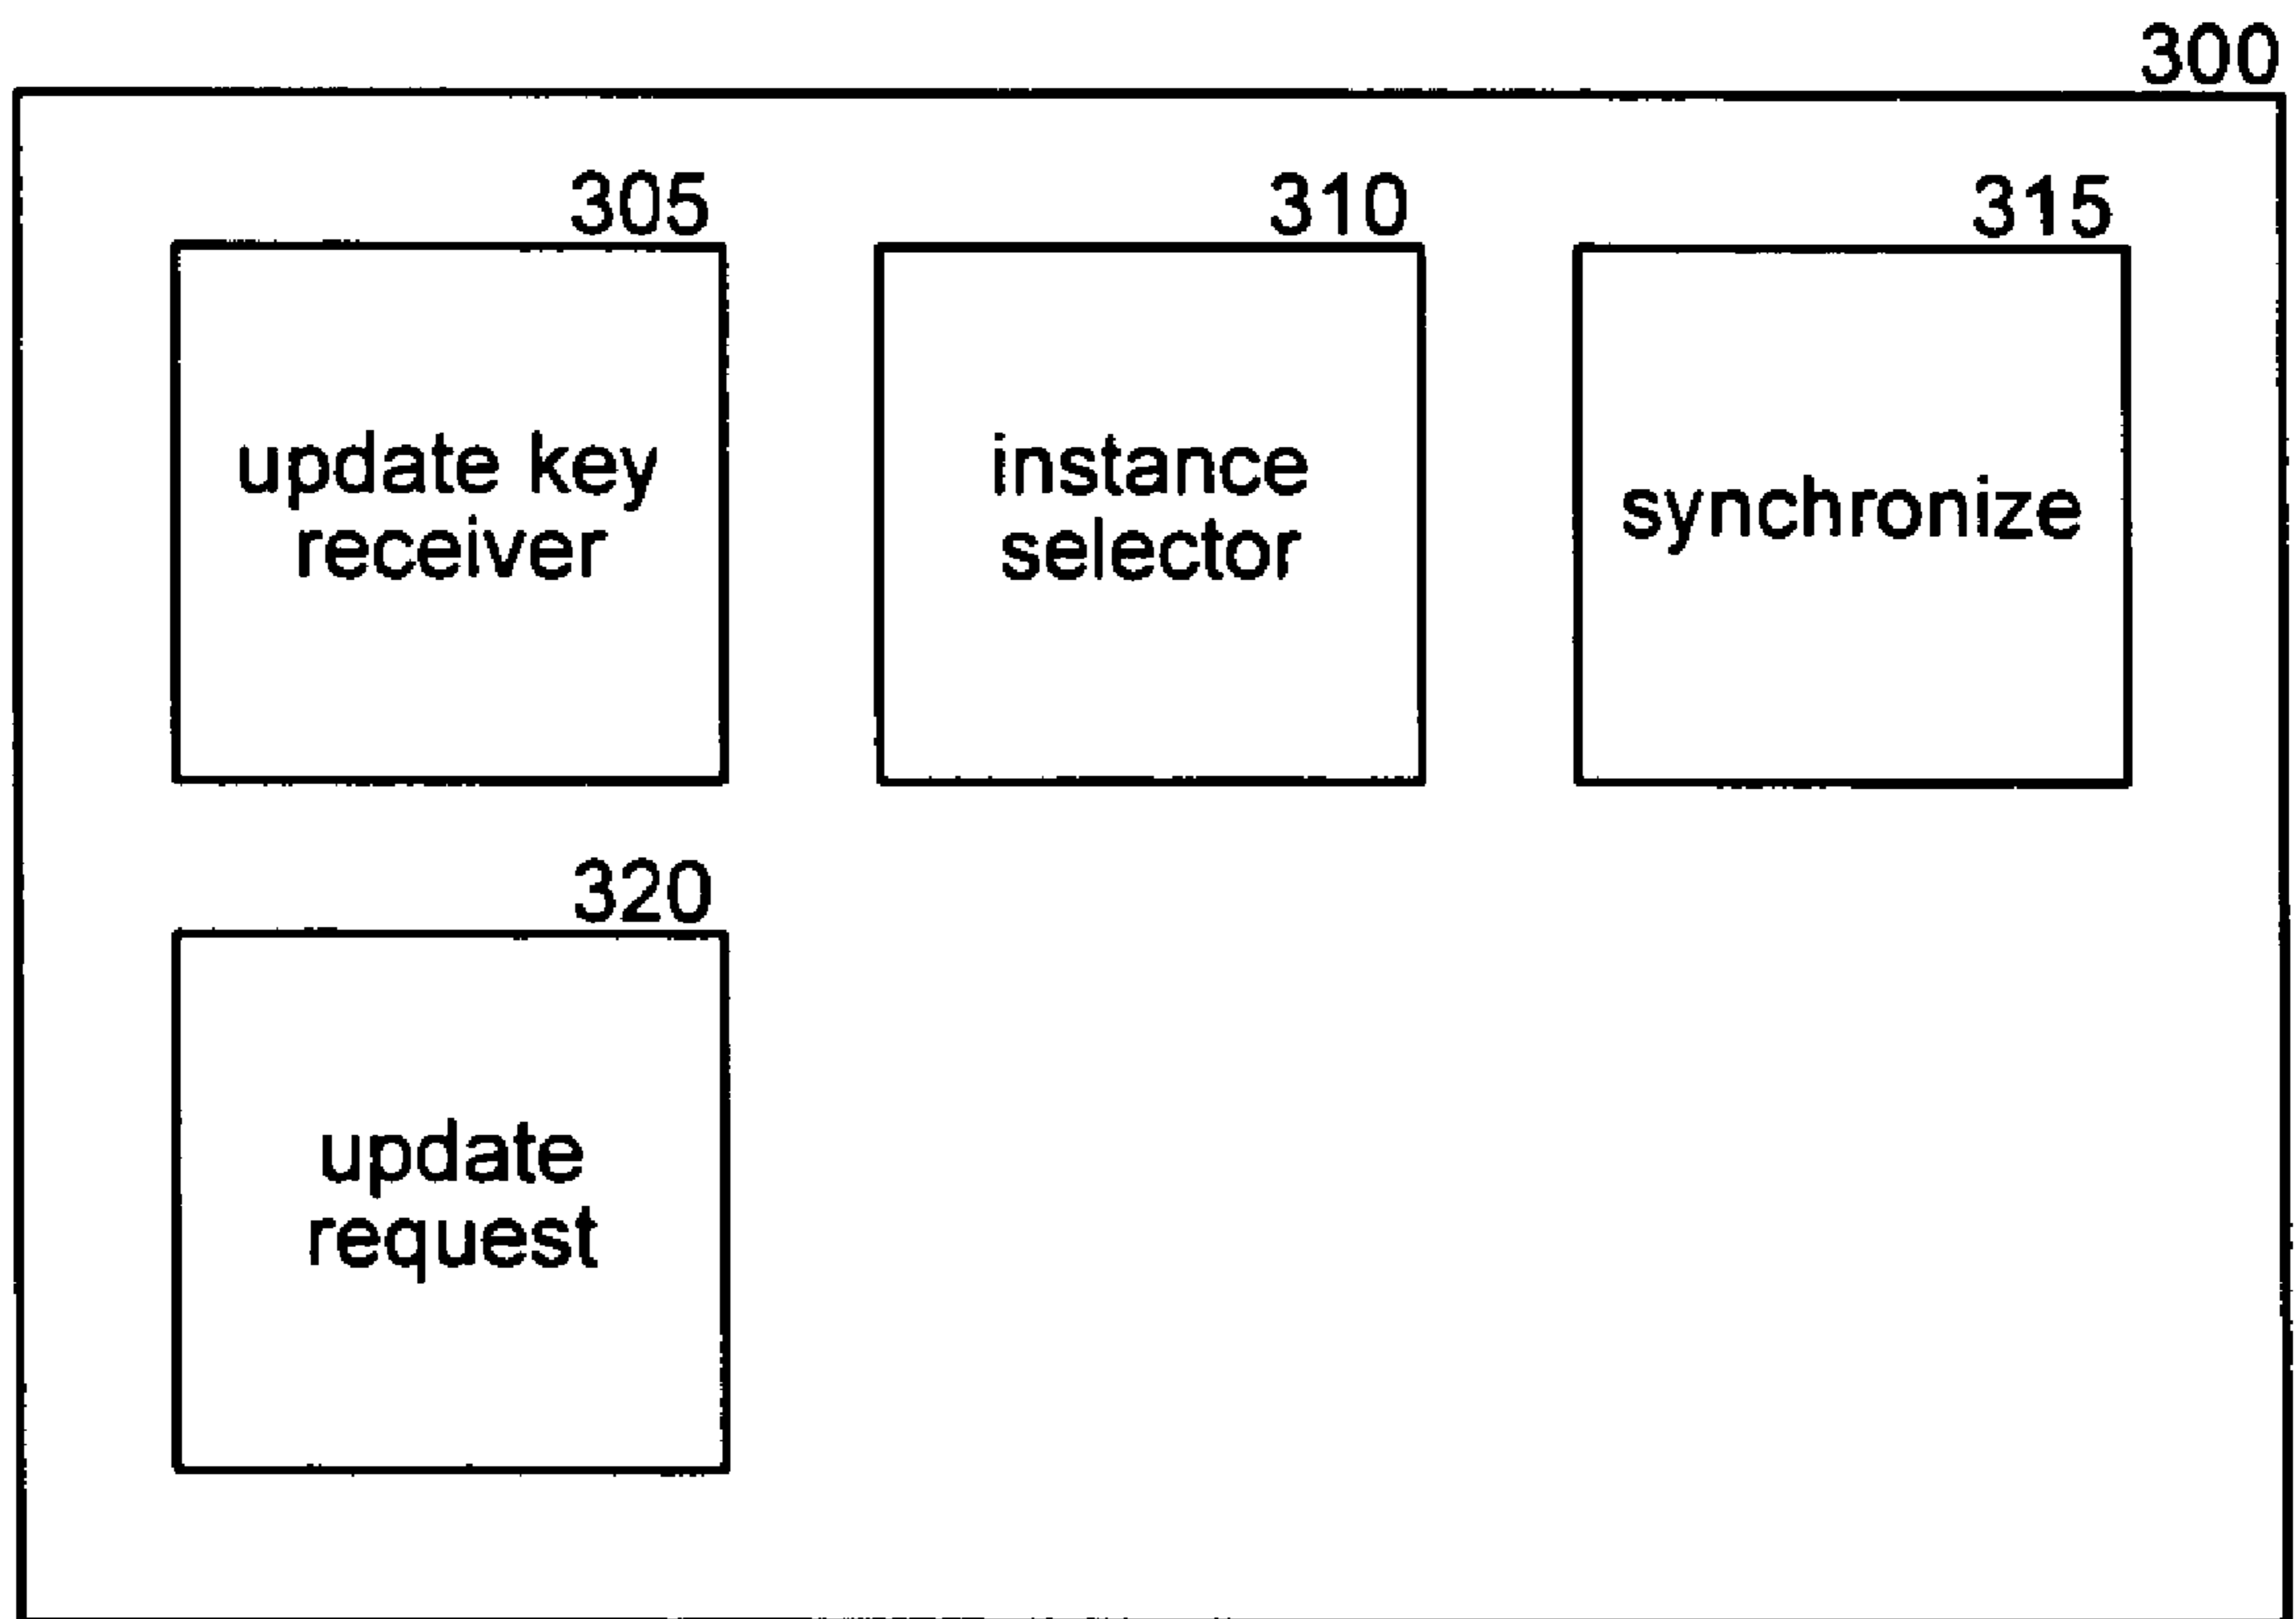 300
305
310
315
update key
receiver
instance
selector
synchronize
320
update
request